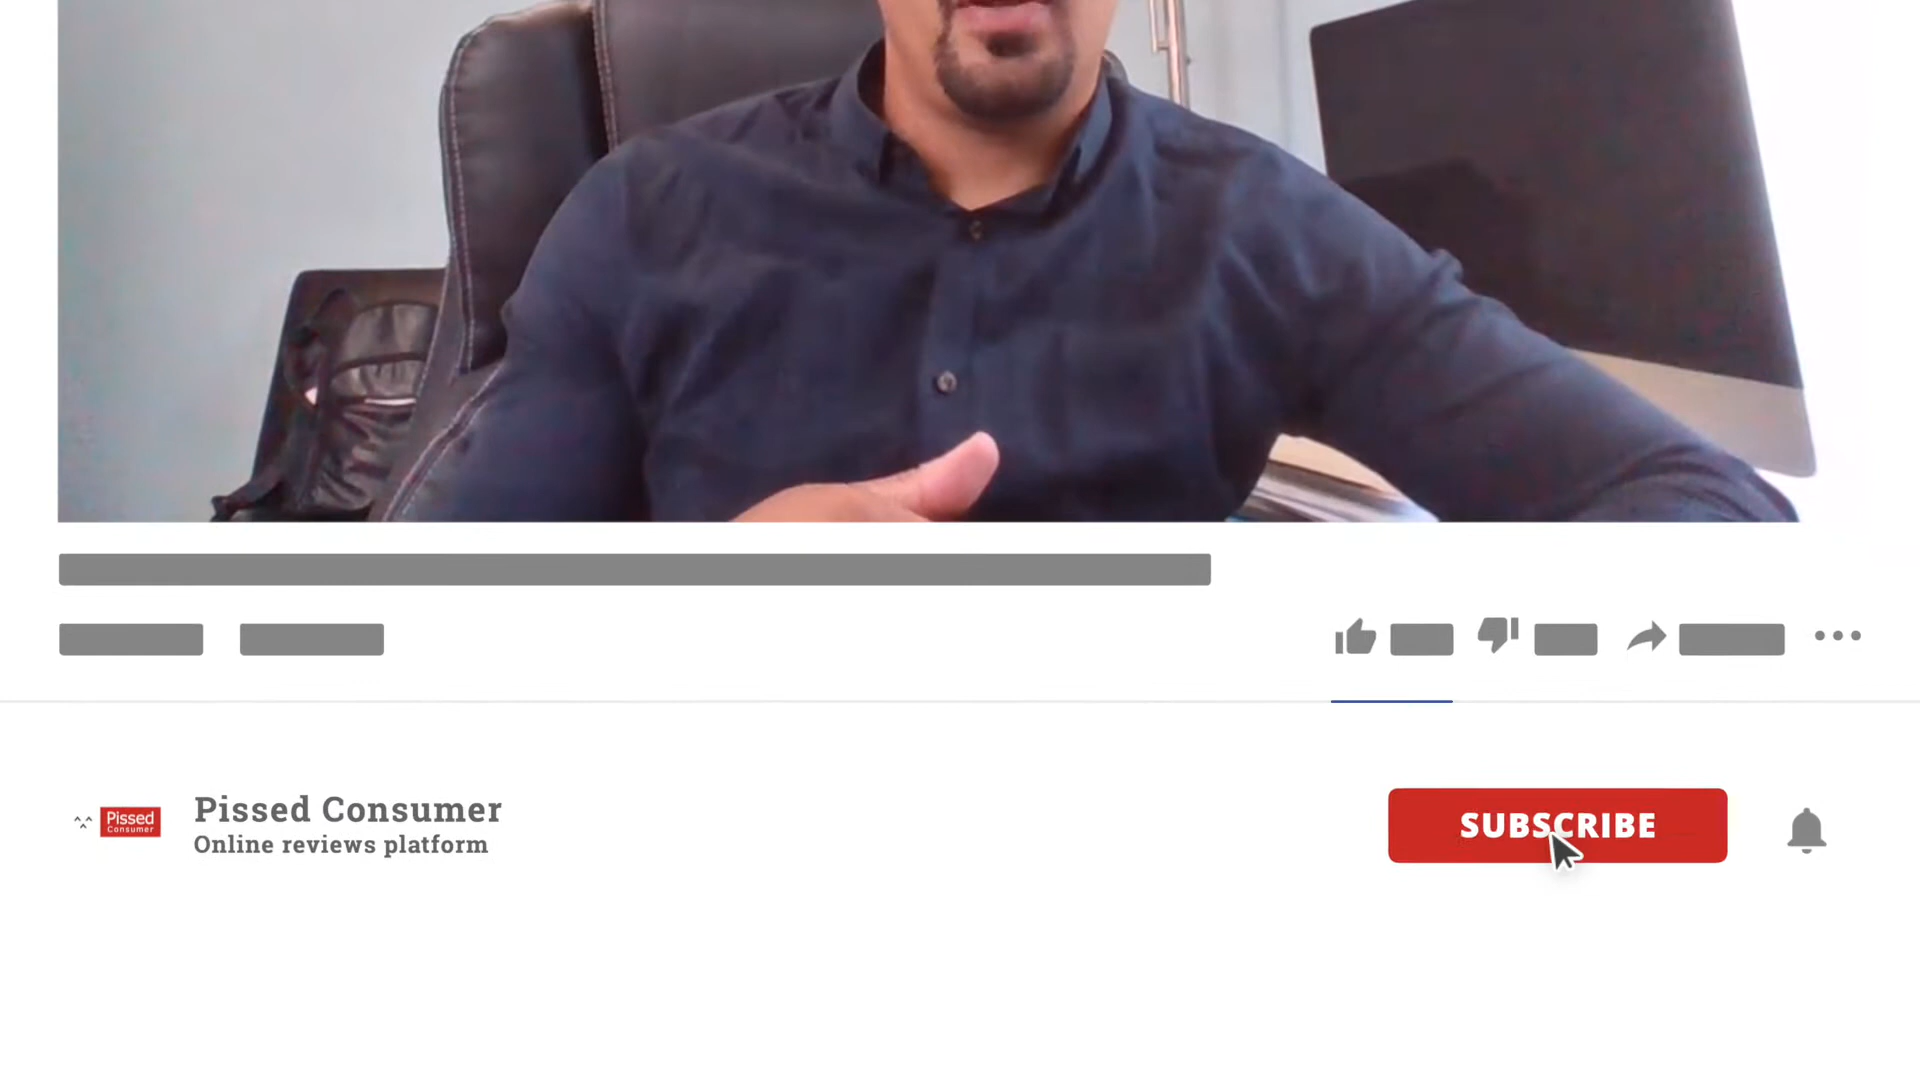 Pissed
Consumer
Pissed Consumer
Online reviews platform
SUBSCRIBE